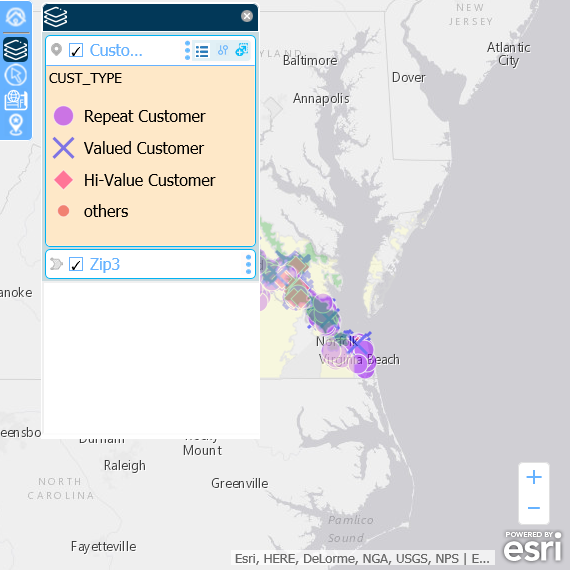 Custo...
CUST_TYPE
Repeat Customer
Valued Customer
Hi-Value Customer
others
Zip3
NEW
JERSEY
Atlantic
City
YLAND
Baltimore
Dover
Annapolis
anoke
Norfolk
Virginia Beach
eensbo
Durham
Rocky
Mount
Raleigh
NORTH
CAROLINA
Greenville
Pamlico
Sound
Fayetteville
POWERED BY
esri
Esri, HERE, DeLorme, NGA, USGS, NPS | E...